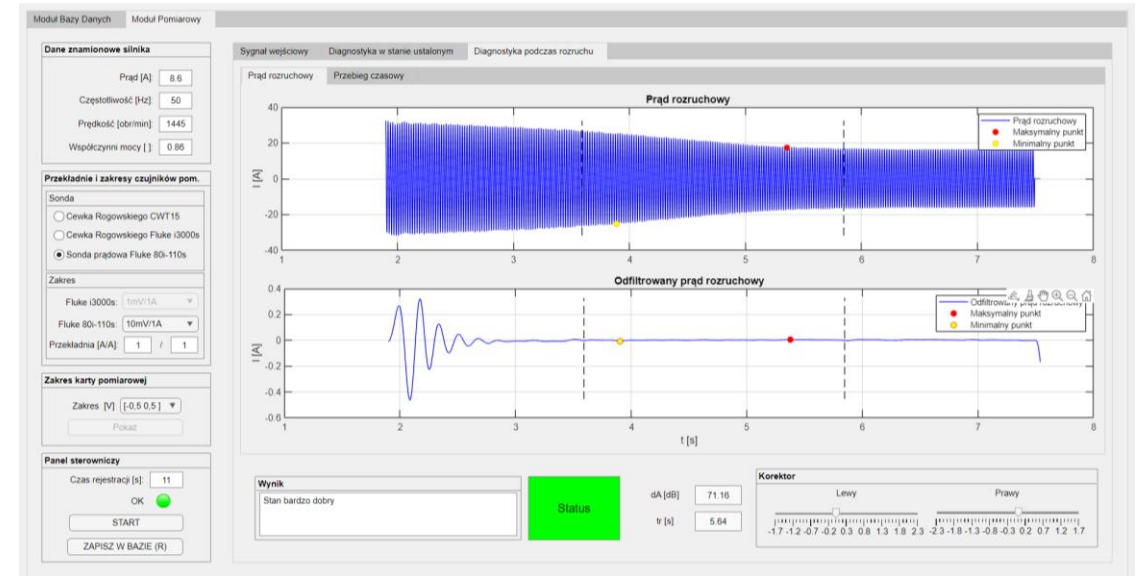 Moduł Bazy Danych Moduł Pomiarowy
Dane znamionowe silnika
Prąd [A]: 8.6
Częstotliwość [Hz]: 50
Prędkość [obr/min]: 1445
Współczynni mocy [ ]: 0.86
Przekładnie i zakresy czujników pom.
Sonda
Cewka Rogowskiego CWT15
Cewka Rogowskiego Fluke i3000s
Sonda prądowa Fluke 80i-110s
Zakres
Fluke i3000s: 1mV/1A
Fluke 80i-110s: 10mV/1A
Przekładnia [A/A]: 1 / 1
Zakres karty pomiarowej
Zakres [V] [-0,5 0,5 ]
Pokaż
Panel sterowniczy
Czas rejestracji [s]: 11
OK
START
ZAPISZ W BAZIE (R)
Sygnał wejściowy Diagnostyka w stanie ustalonym Diagnostyka podczas rozruchu
Prąd rozruchowy Przebieg czasowy
Prąd rozruchowy
40
20
0
-20
-40
I [A]
1 2 3 4 5 6 7 8
Prąd rozruchowy
Maksymalny punkt
Minimalny punkt
Odfiltrowany prąd rozruchowy
0.4
0.2
0
-0.2
-0.4
-0.6
I [A]
1 2 3 4 5 6 7 8
t [s]
Odfiltrowany prąd rozruchowy
Maksymalny punkt
Minimalny punkt
Wynik
Stan bardzo dobry
Status
dA [dB] 71.16
tr [s] 5.64
Korektor
Lewy Prawy
-1.7 -1.2 -0.7 -0.2 0.3 0.8 1.3 1.8 2.3 -2.3 -1.8 -1.3 -0.8 -0.3 0.2 0.7 1.2 1.7